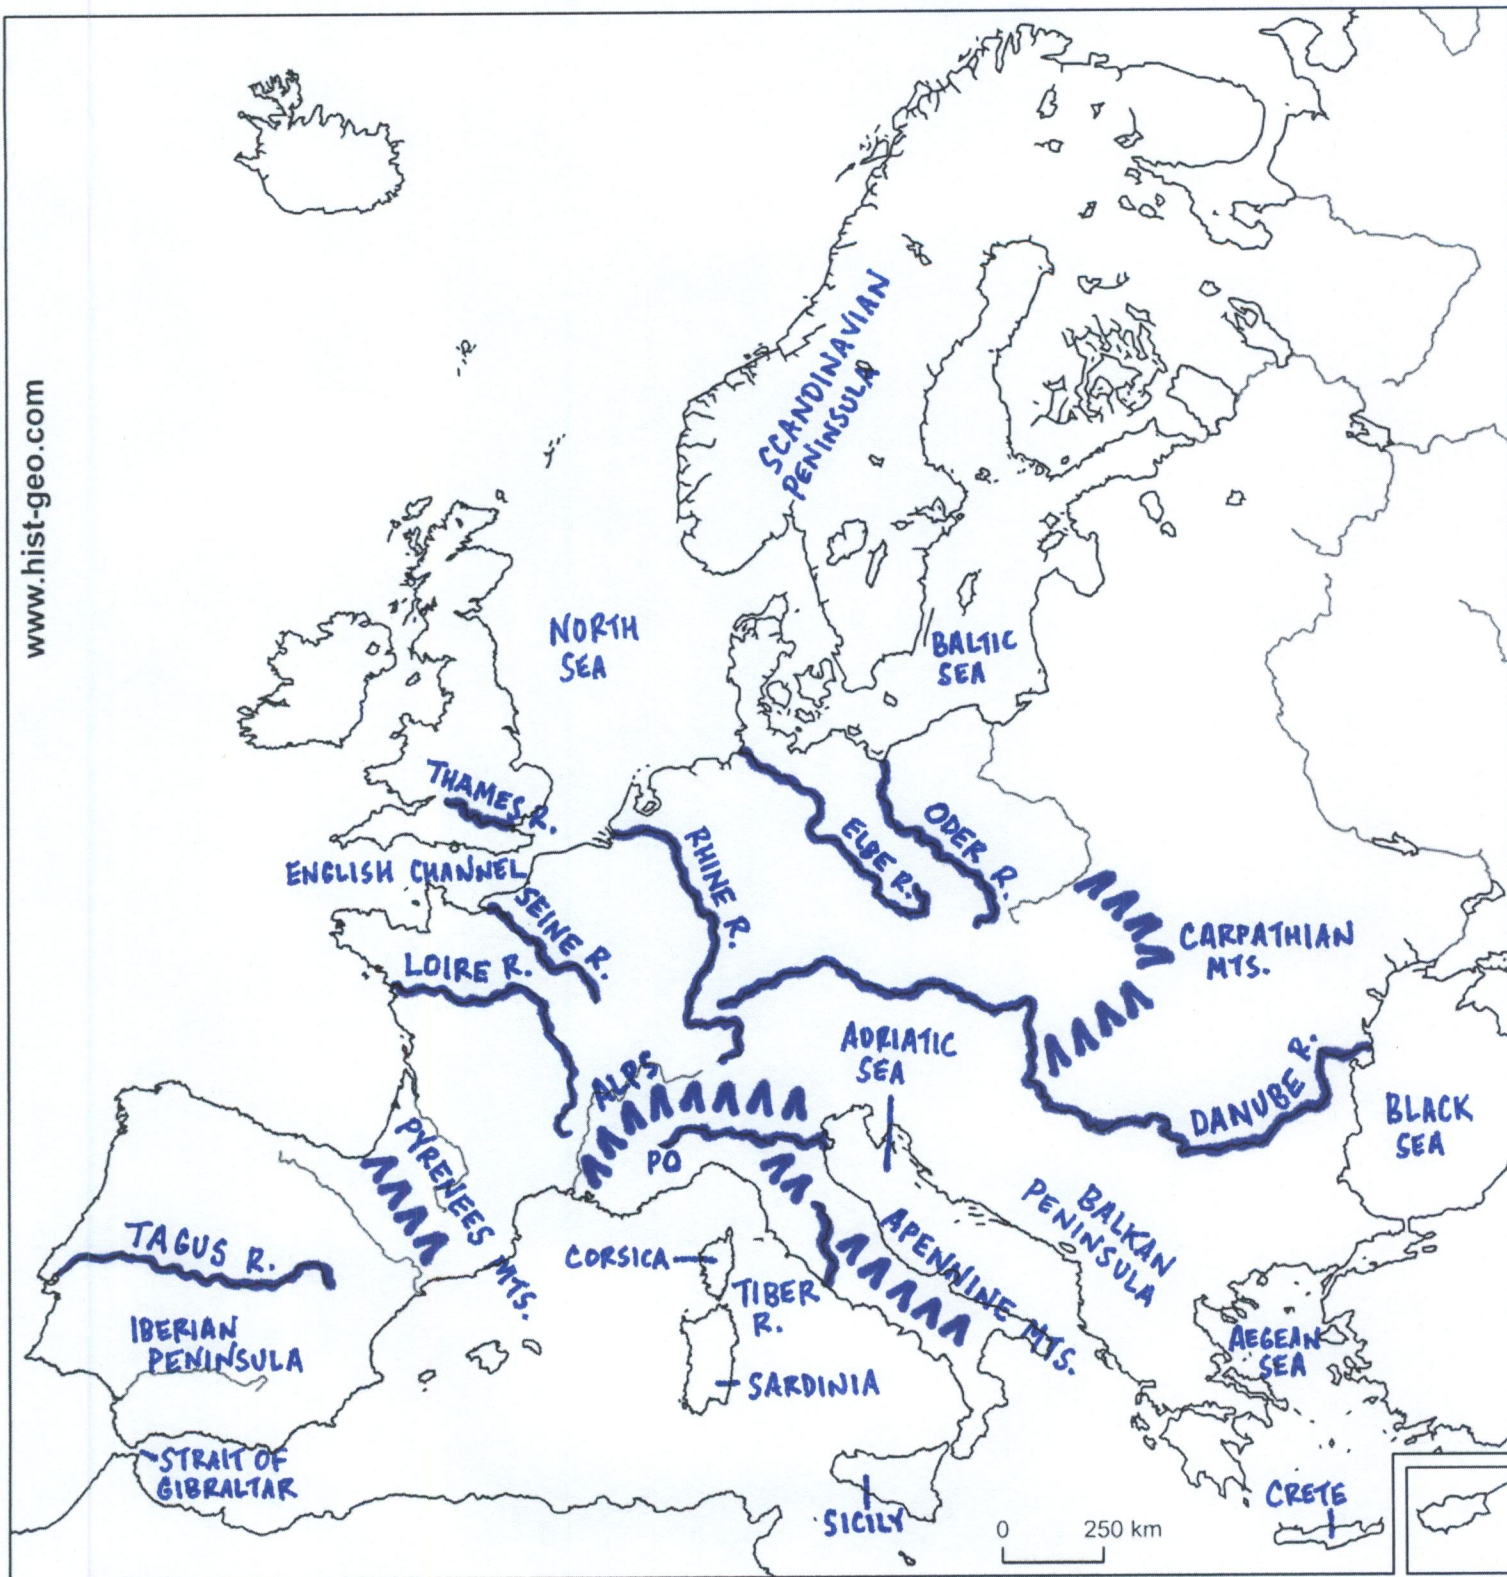 www.hist-geo.com
SCANDINAVIAN
PENINSULA
NORTH
SEA
BALTIC
SEA
THAMES R.
ENGLISH CHANNEL
RHINE R.
ELBE R.
ODER R.
SEINE R.
LOIRE R.
CARPATHIAN
MTS.
ADRIATIC
SEA
ALPS
DANUBE R.
BLACK
SEA
PYRENEES MTS.
PO
BALKAN
PENINSULA
TAGUS R.
CORSICA
TIBER
R.
APENNINE MTS.
IBERIAN
PENINSULA
AEGEAN
SEA
SARDINIA
STRAIT OF
GIBRALTAR
SICILY
CRETE
0 250 km